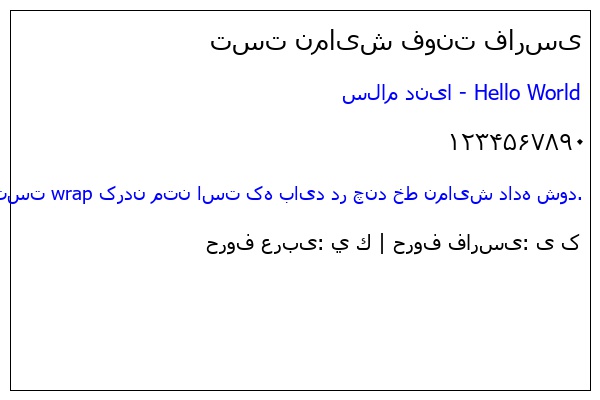 تست نمایش فونت فارسی
سلام دنیا - Hello World
۱۲۳۴۵۶۷۸۹۰
تست wrap کردن متن است که باید در چند خط نمایش داده شود.
حروف عربی: ي ك | حروف فارسی: ی ک